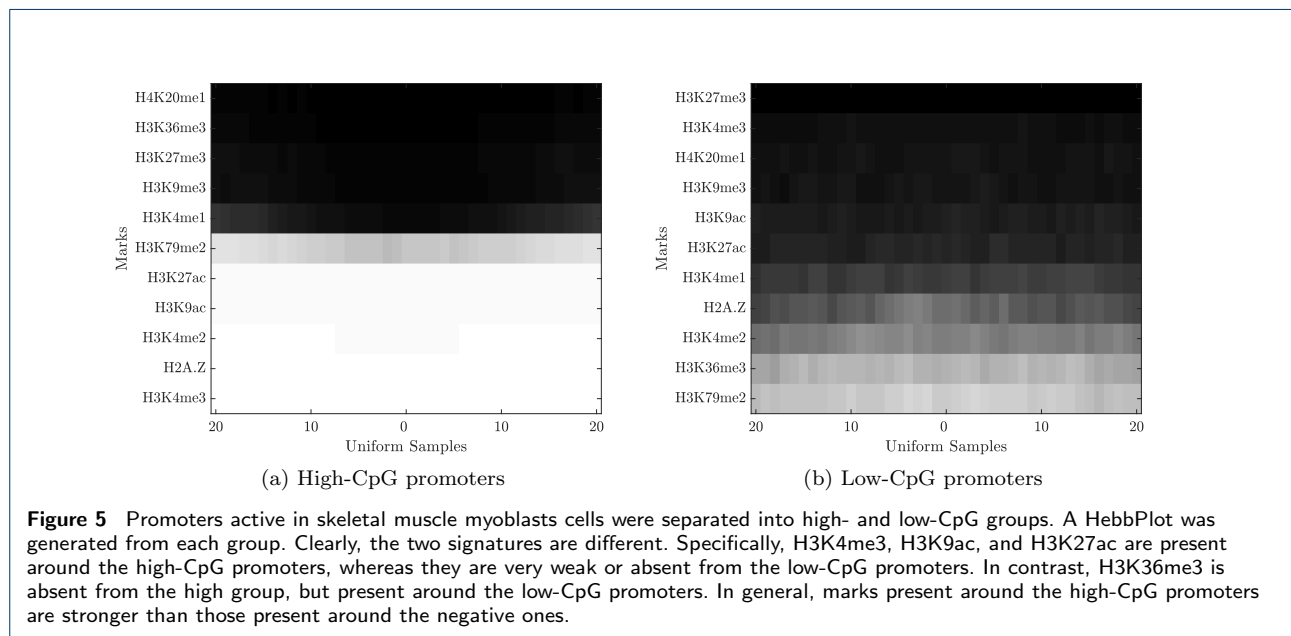 H4K20me1
H3K36me3
H3K27me3
H3K9me3
H3K4me1
H3K79me2
H3K27ac
H3K9ac
H3K4me2
H2A.Z
H3K4me3
Marks
20 10 0 10 20
Uniform Samples
(a) High-CpG promoters
H3K27me3
H3K4me3
H4K20me1
H3K9me3
H3K9ac
H3K27ac
H3K4me1
H2A.Z
H3K4me2
H3K36me3
H3K79me2
Marks
20 10 0 10 20
Uniform Samples
(b) Low-CpG promoters
Figure 5 Promoters active in skeletal muscle myoblasts cells were separated into high- and low-CpG groups. A HebbPlot was
generated from each group. Clearly, the two signatures are different. Specifically, H3K4me3, H3K9ac, and H3K27ac are present
around the high-CpG promoters, whereas they are very weak or absent from the low-CpG promoters. In contrast, H3K36me3 is
absent from the high group, but present around the low-CpG promoters. In general, marks present around the high-CpG promoters
are stronger than those present around the negative ones.